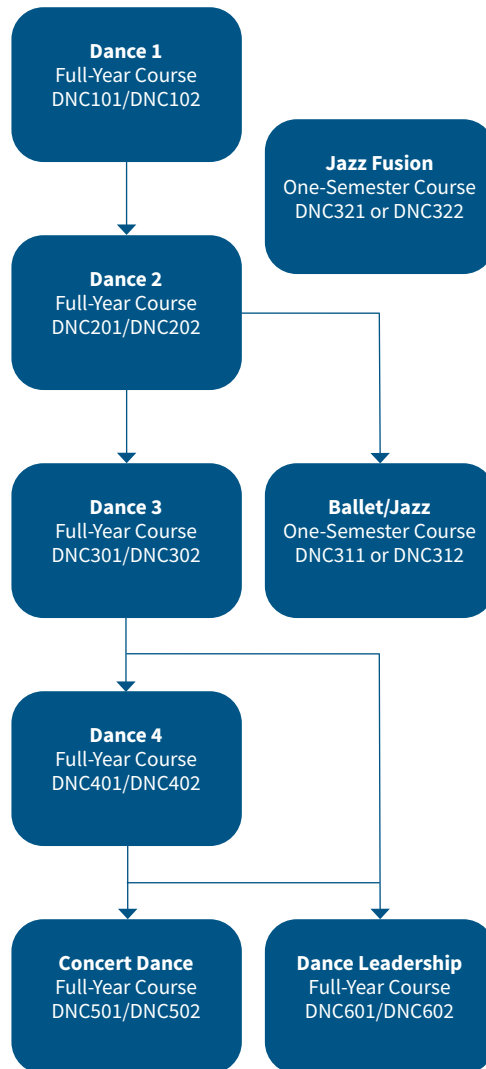 Dance 1
Full-Year Course
DNC101/DNC102
Jazz Fusion
One-Semester Course
DNC321 or DNC322
Dance 2
Full-Year Course
DNC201/DNC202
Dance 3
Full-Year Course
DNC301/DNC302
Ballet/Jazz
One-Semester Course
DNC311 or DNC312
Dance 4
Full-Year Course
DNC401/DNC402
Concert Dance
Full-Year Course
DNC501/DNC502
Dance Leadership
Full-Year Course
DNC601/DNC602